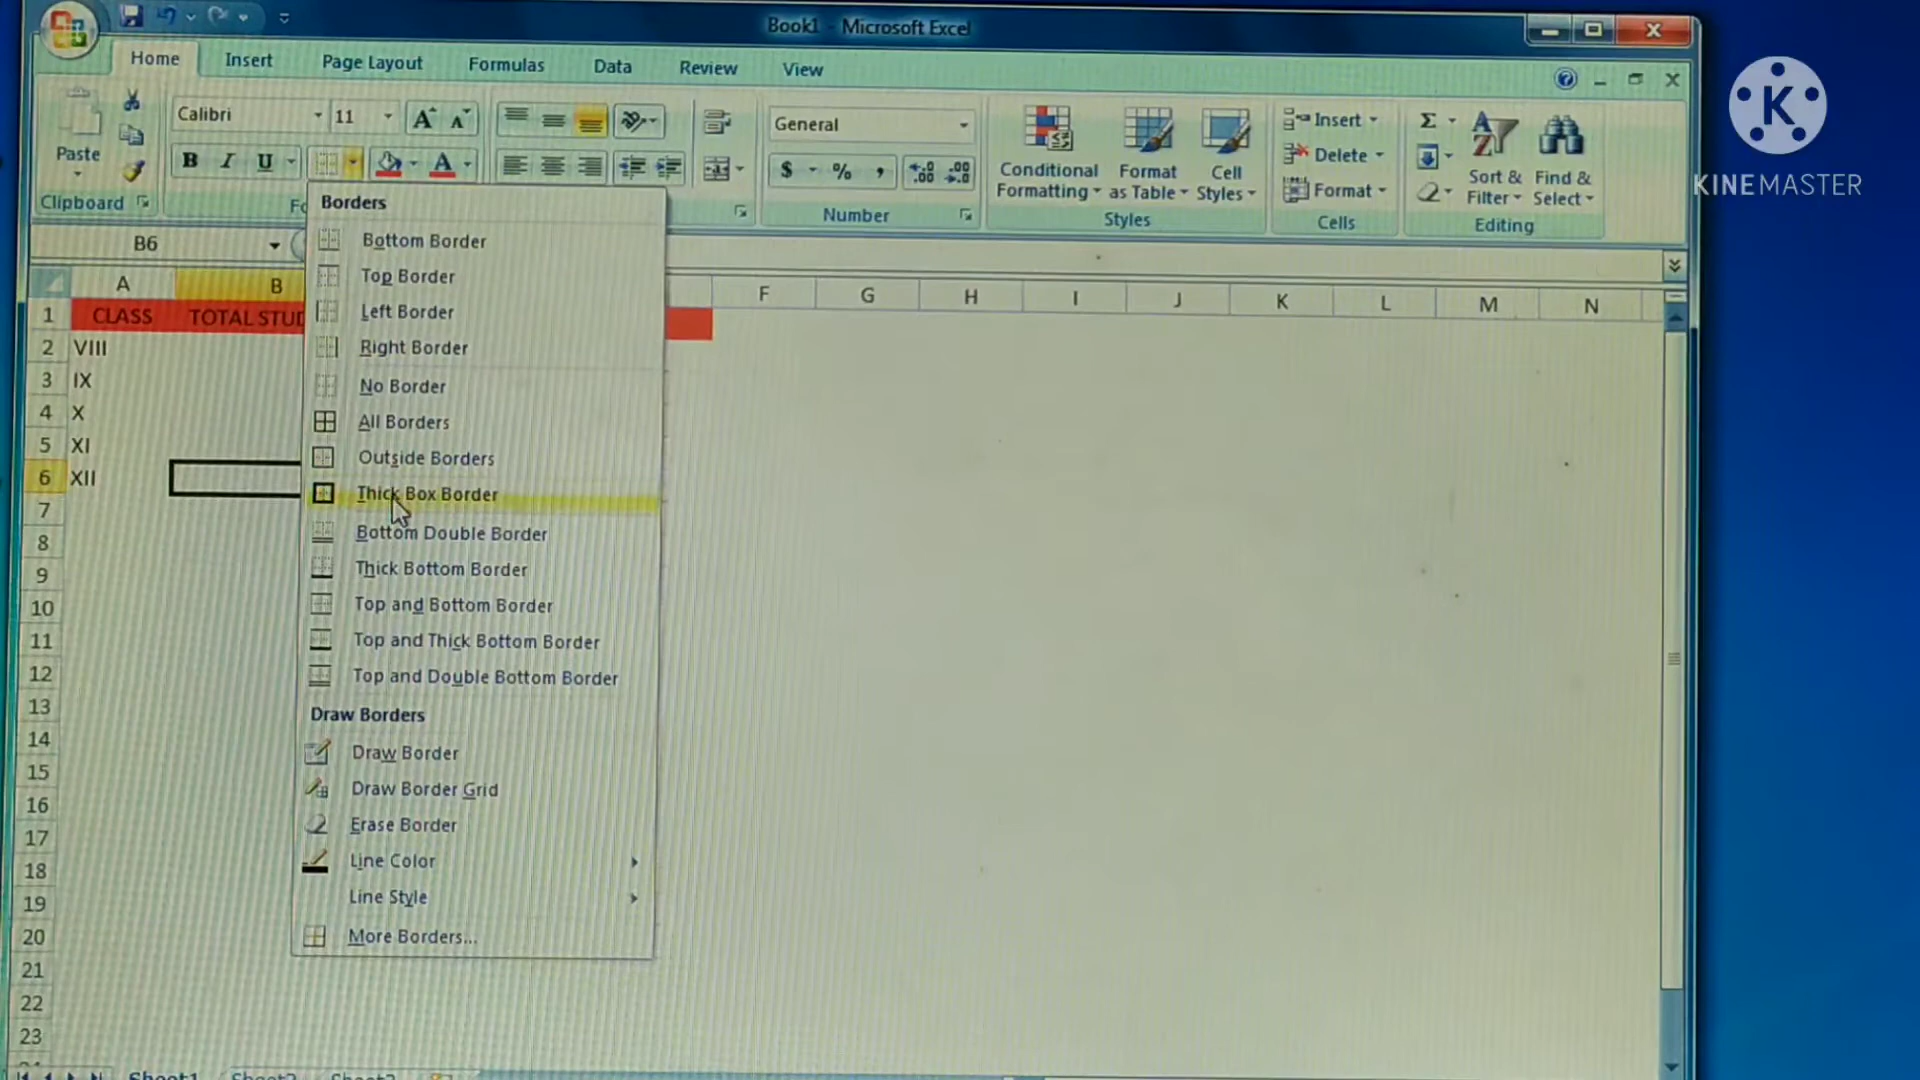 Book1 - Microsoft Excel
Home Insert Page Layout Formulas Data Review View
Calibri 11 General
Paste B I U A $ % ,
Conditional Formatting Format as Table Cell Styles
Insert
Delete
Format
Σ Sort & Filter Find & Select
Clipboard Number Styles Cells Editing
KINEMASTER
B6
A B F G H I J K L M N
1 CLASS TOTAL STUD
2 VIII
3 IX
4 X
5 XI
6 XII
7
8
9
10
11
12
13
14
15
16
17
18
19
20
21
22
23
Borders
Bottom Border
Top Border
Left Border
Right Border
No Border
All Borders
Outside Borders
Thick Box Border
Bottom Double Border
Thick Bottom Border
Top and Bottom Border
Top and Thick Bottom Border
Top and Double Bottom Border
Draw Borders
Draw Border
Draw Border Grid
Erase Border
Line Color
Line Style
More Borders...
Sheet1 Sheet2 Sheet3